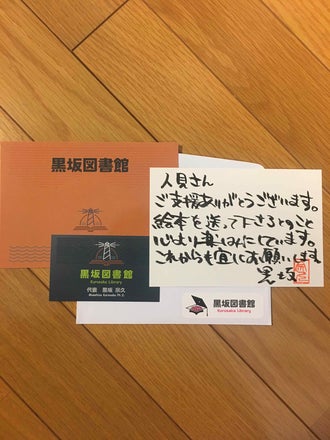 黒坂図書館
さん
ご支援ありがとうございます。
絵本を送って下さるとのこと
心より楽しみにしています。
これからも宜しくお願いします
黒坂
黒坂図書館
Kurosaka Library
代表 黒坂
Kurosaka Ph.D.
黒坂図書館
Kurosaka Library